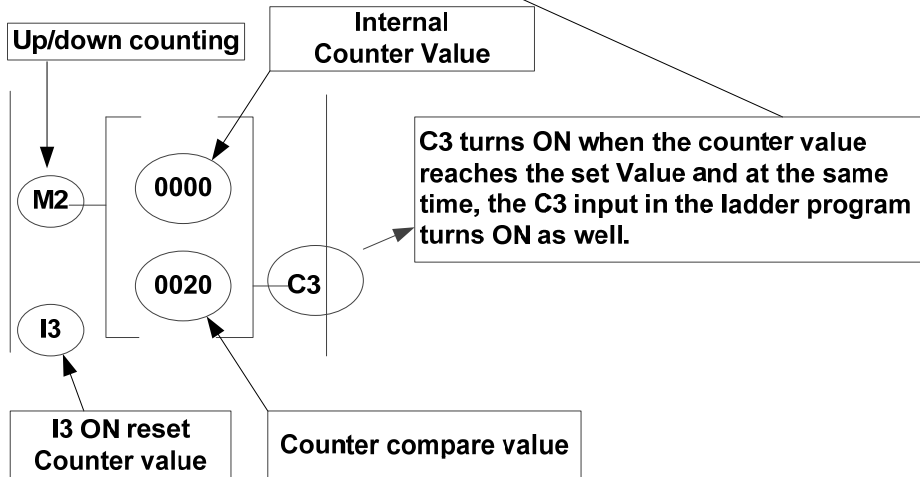 Internal
Counter Value
Up/down counting
C3 turns ON when the counter value
reaches the set Value and at the same
time, the C3 input in the ladder program
turns ON as well.
M2
0000
0020
C3
I3
I3 ON reset
Counter value
Counter compare value